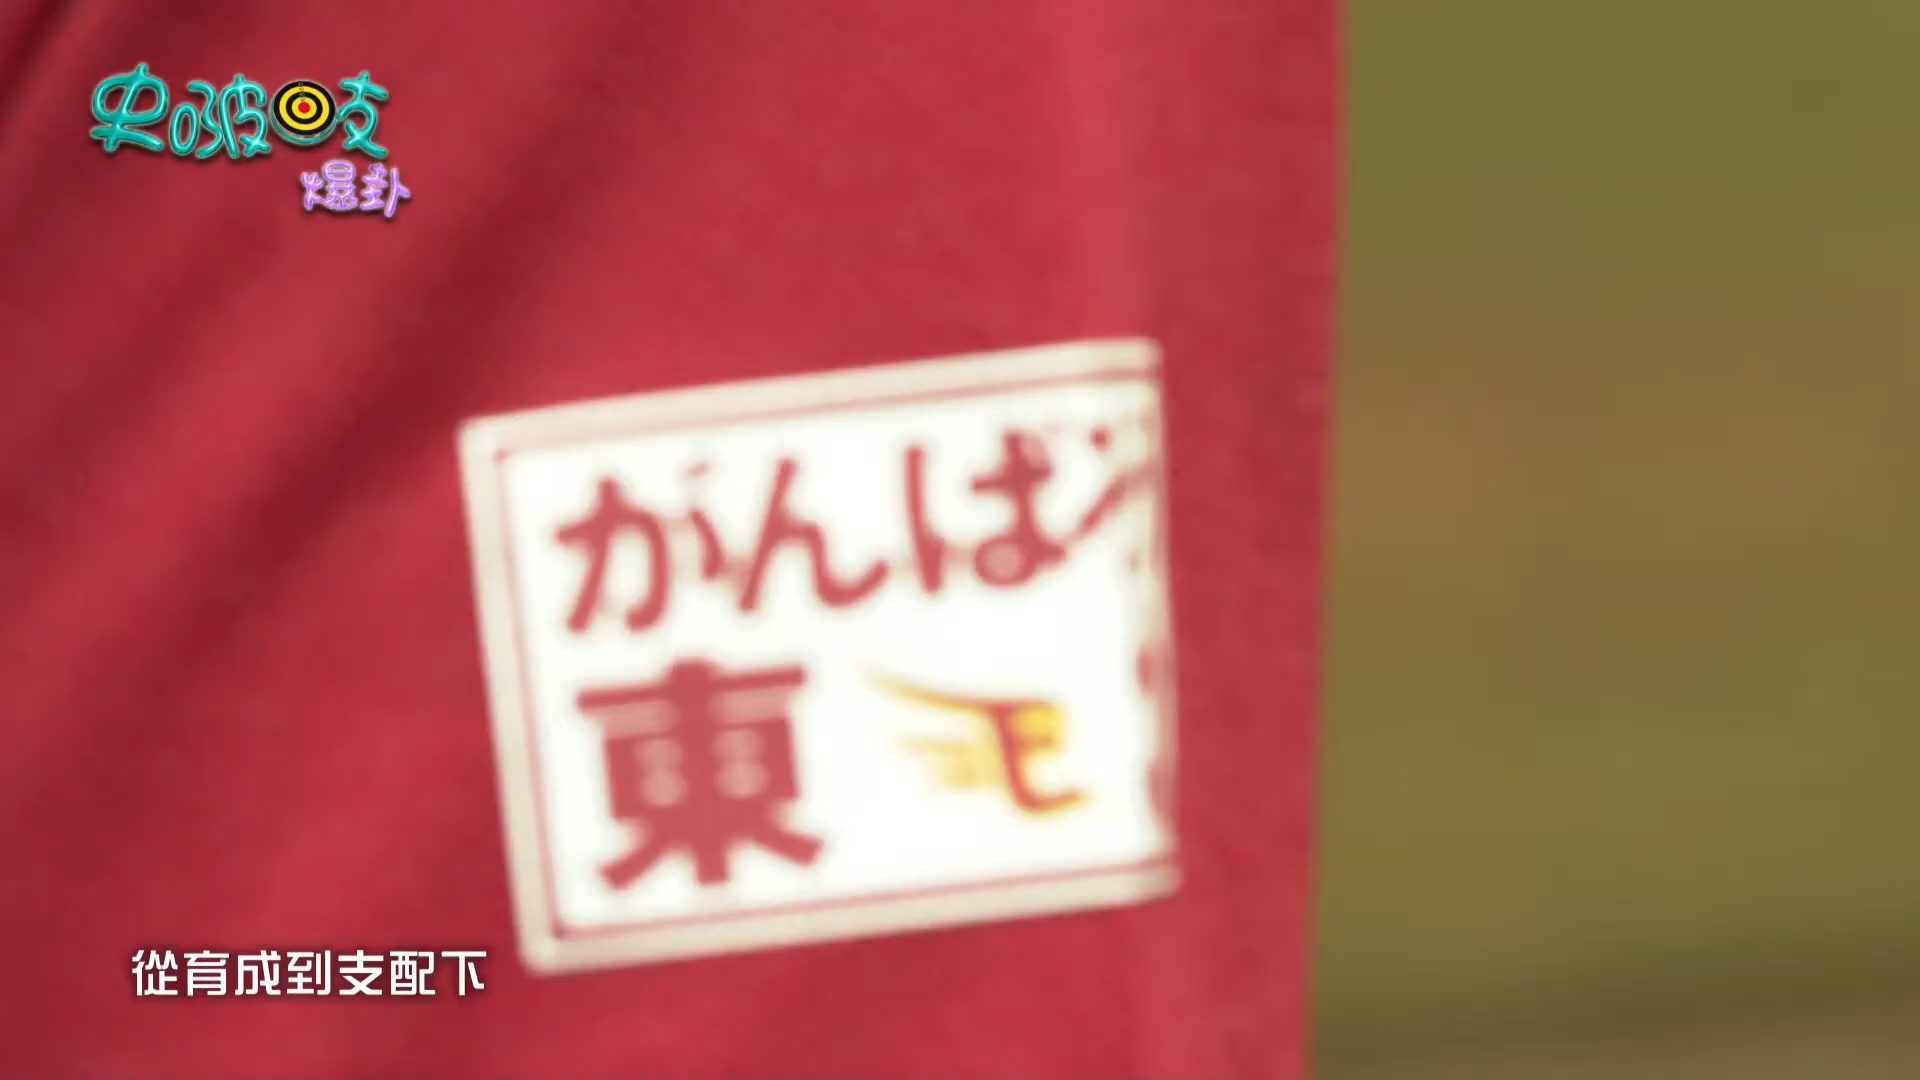 史啵吱
爆卦
がんば
東
從育成到支配下